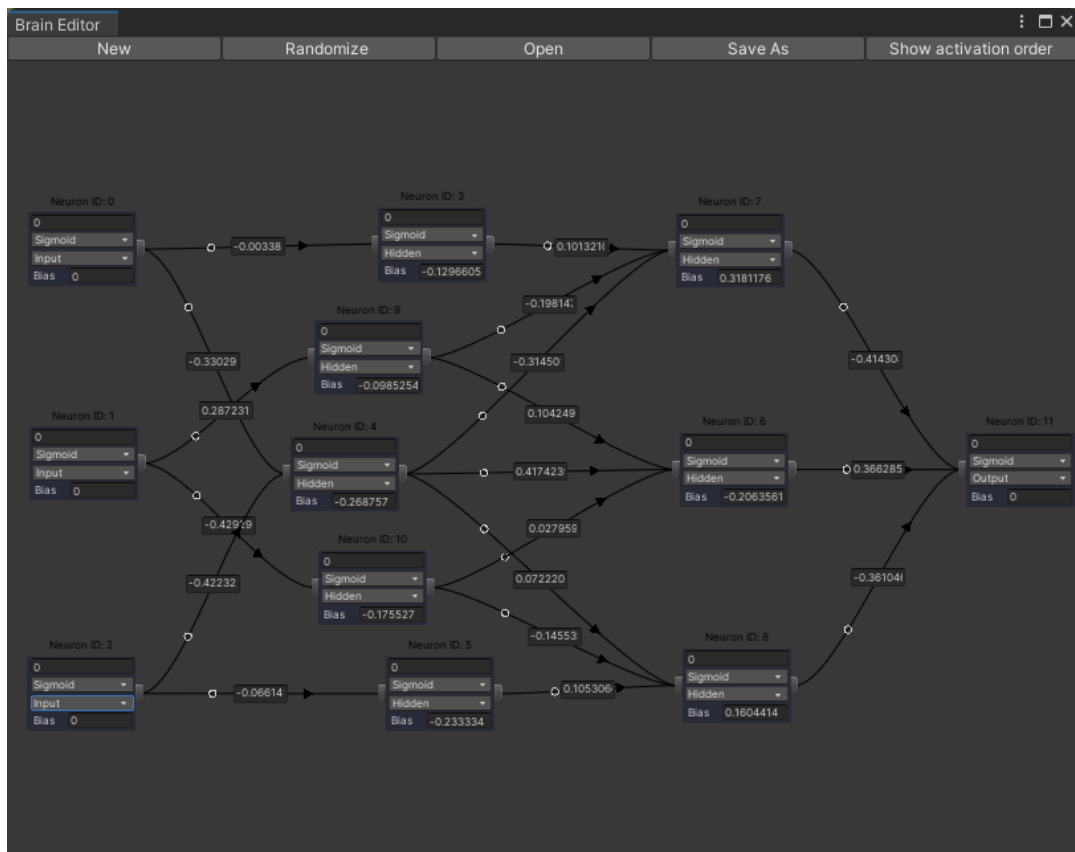 Brain Editor
New
Randomize
Open
Save As
Show activation order
Neuron ID: 0
0
Sigmoid
Input
Bias 0
Neuron ID: 3
0
Sigmoid
Hidden
Bias -0.1296605
Neuron ID: 7
0
Sigmoid
Hidden
Bias 0.3181176
-0.00338
0.101321(
Neuron ID: 9
0
Sigmoid
Hidden
Bias -0.0985254
-0.19814
-0.33029
-0.31450
-0.41430
0.287231
0.104249
Neuron ID: 1
0
Sigmoid
Input
Bias 0
Neuron ID: 4
0
Sigmoid
Hidden
Bias -0.268757
Neuron ID: 6
0
Sigmoid
Hidden
Bias -0.2063561
Neuron ID: 11
0
Sigmoid
Output
Bias 0
0.417423
0.366285
0.027959
Neuron ID: 10
0
Sigmoid
Hidden
Bias -0.175527
-0.42232
0.072220
-0.36104
-0.14553
Neuron ID: 2
0
Sigmoid
Input
Bias 0
Neuron ID: 5
0
Sigmoid
Hidden
Bias -0.233334
Neuron ID: 8
0
Sigmoid
Hidden
Bias 0.1604414
-0.06614
0.105306